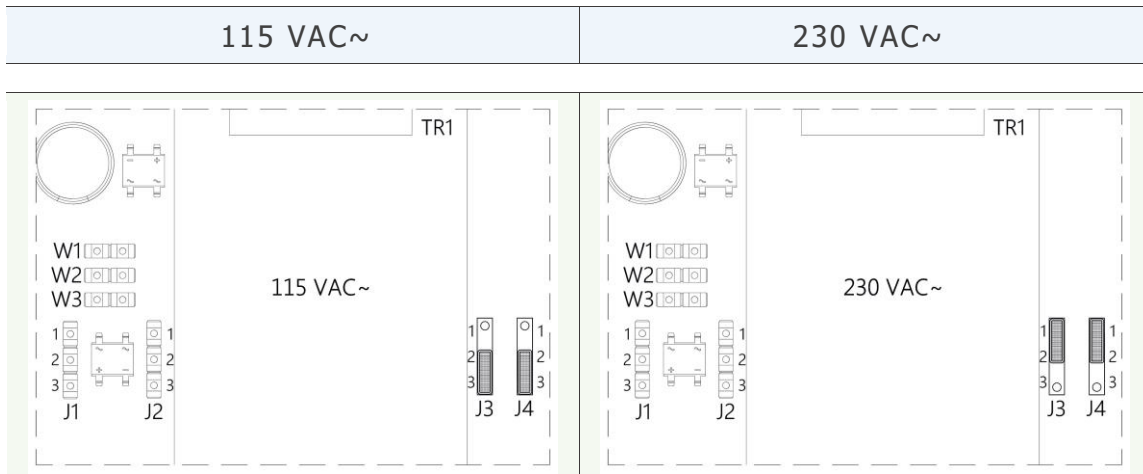 115 VAC~
230 VAC~
TR1
W1
W2
W3
115 VAC~
1 1 1 1
2 2 2 2
3 3 3 3
J1 J2 J3 J4
TR1
W1
W2
W3
230 VAC~
1 1 1 1
2 2 2 2
3 3 3 3
J1 J2 J3 J4